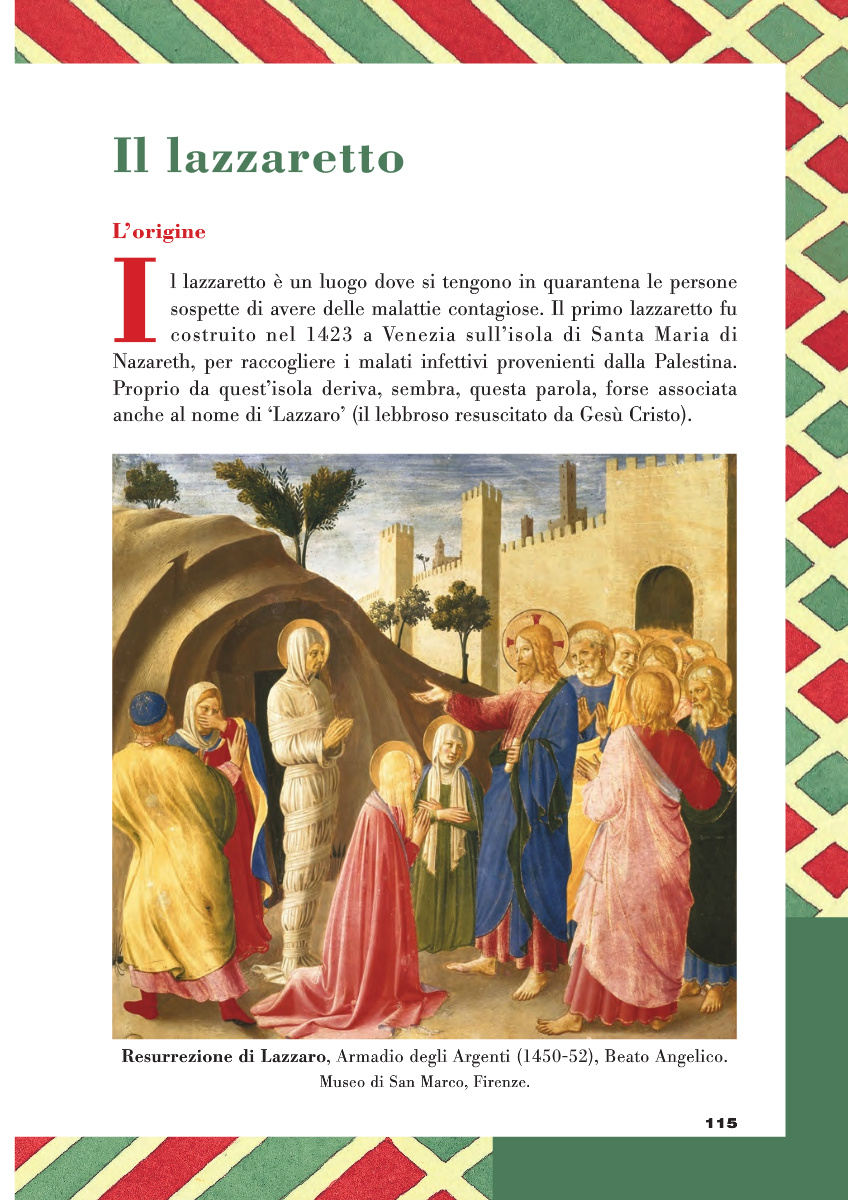 Il lazzaretto
L’origine
Il lazzaretto è un luogo dove si tengono in quarantena le persone
sospette di avere delle malattie contagiose. Il primo lazzaretto fu
costruito nel 1423 a Venezia sull’isola di Santa Maria di
Nazareth, per raccogliere i malati infettivi provenienti dalla Palestina.
Proprio da quest’isola deriva, sembra, questa parola, forse associata
anche al nome di ‘Lazzaro’ (il lebbroso resuscitato da Gesù Cristo).
Resurrezione di Lazzaro, Armadio degli Argenti (1450-52), Beato Angelico.
Museo di San Marco, Firenze.
115